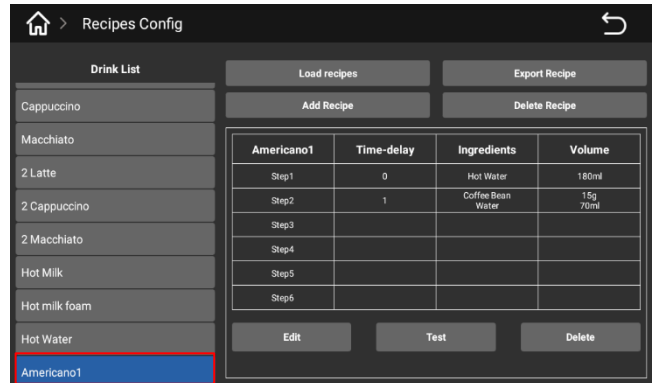 > Recipes Config
Drink List
Cappuccino
Macchiato
2 Latte
2 Cappuccino
2 Macchiato
Hot Milk
Hot milk foam
Hot Water
Americano1
Load recipes Export Recipe
Add Recipe Delete Recipe
Americano1 Time-delay Ingredients Volume
Step1 0 Hot Water 180ml
Step2 1 Coffee Bean 15g
Water 70ml
Step3
Step4
Step5
Step6
Edit Test Delete